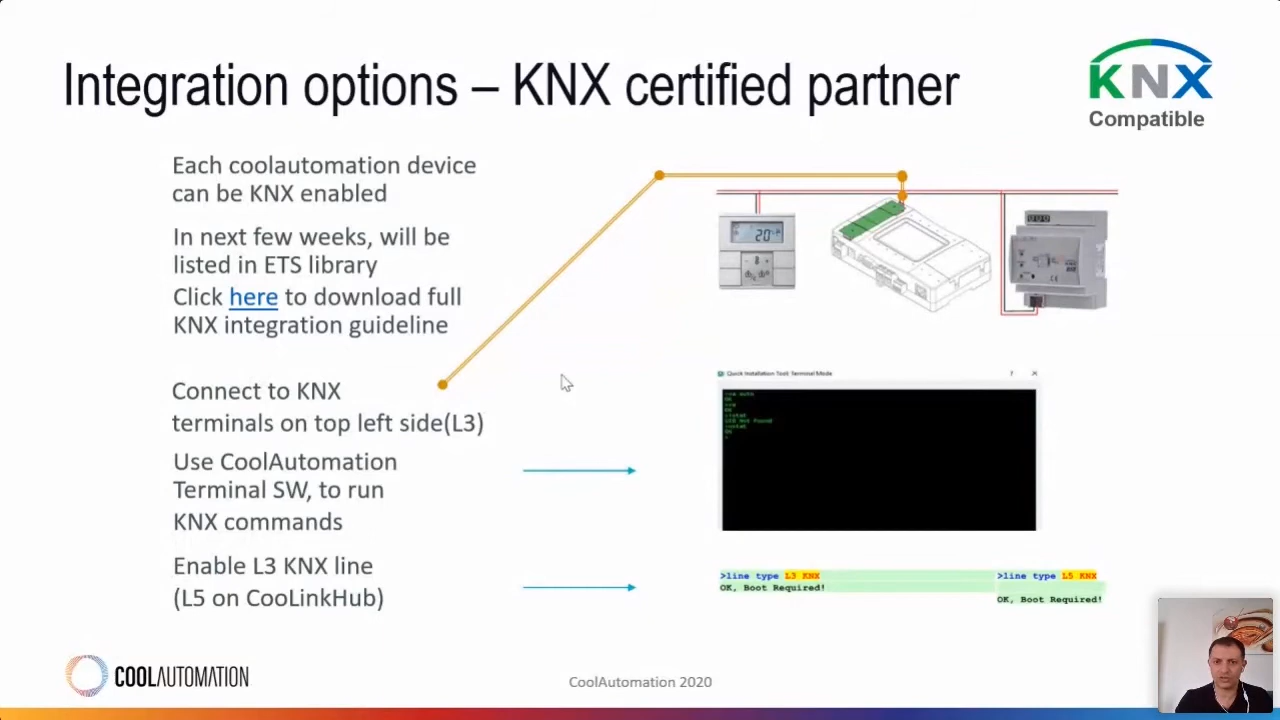 Integration options – KNX certified partner
KNX
Compatible
Each coolautomation device
can be KNX enabled
In next few weeks, will be
listed in ETS library
Click here to download full
KNX integration guideline
Connect to KNX
terminals on top left side(L3)
Use CoolAutomation
Terminal SW, to run
KNX commands
Enable L3 KNX line
(L5 on CooLinkHub)
20
Quick Installation Tool: Terminal Mode
?
OK
OK
>line type L3 KNX
OK, Boot Required!
>line type L5 KNX
OK, Boot Required!
COOLAUTOMATION
CoolAutomation 2020